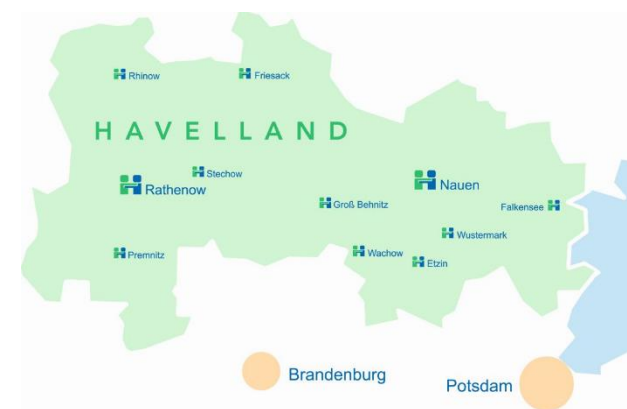 Rhinow
Friesack
HAVELLAND
Stechow
Rathenow
Nauen
Groß Behnitz
Falkensee
Wustermark
Premnitz
Wachow
Etzin
Brandenburg
Potsdam